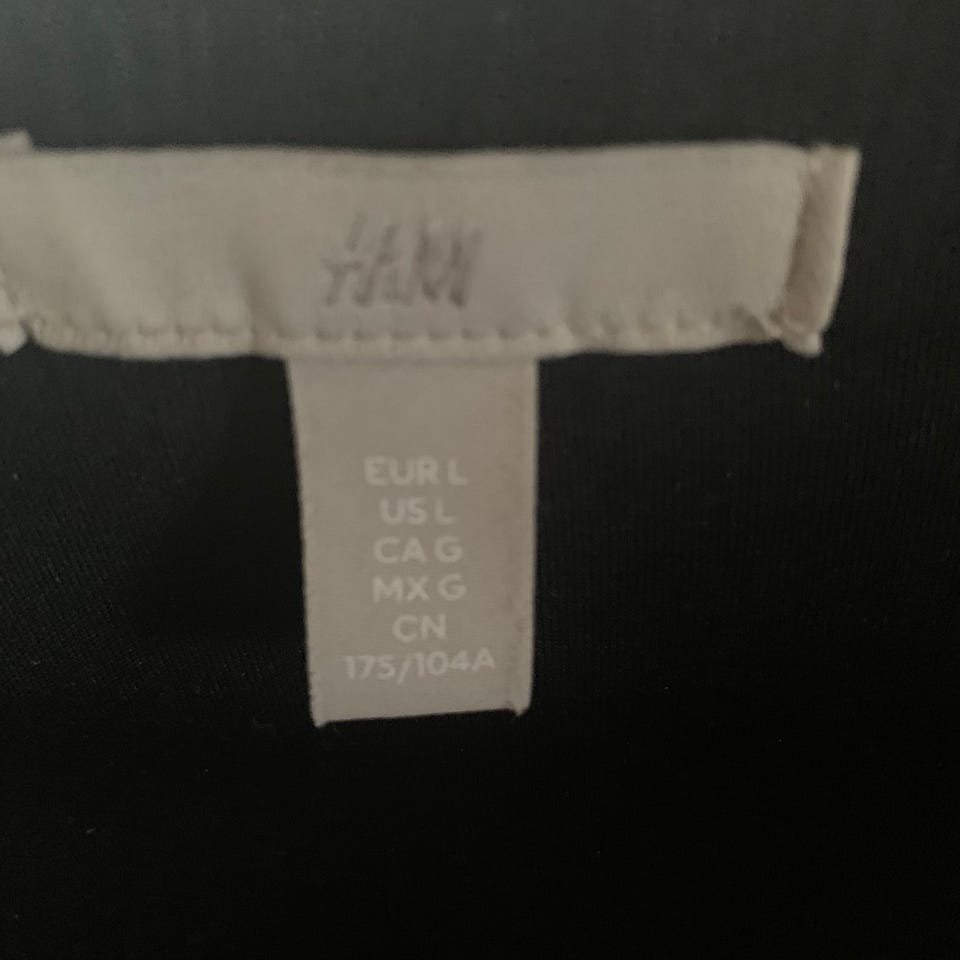 H&M
EUR L
US L
CA G
MX G
CN
175/104A